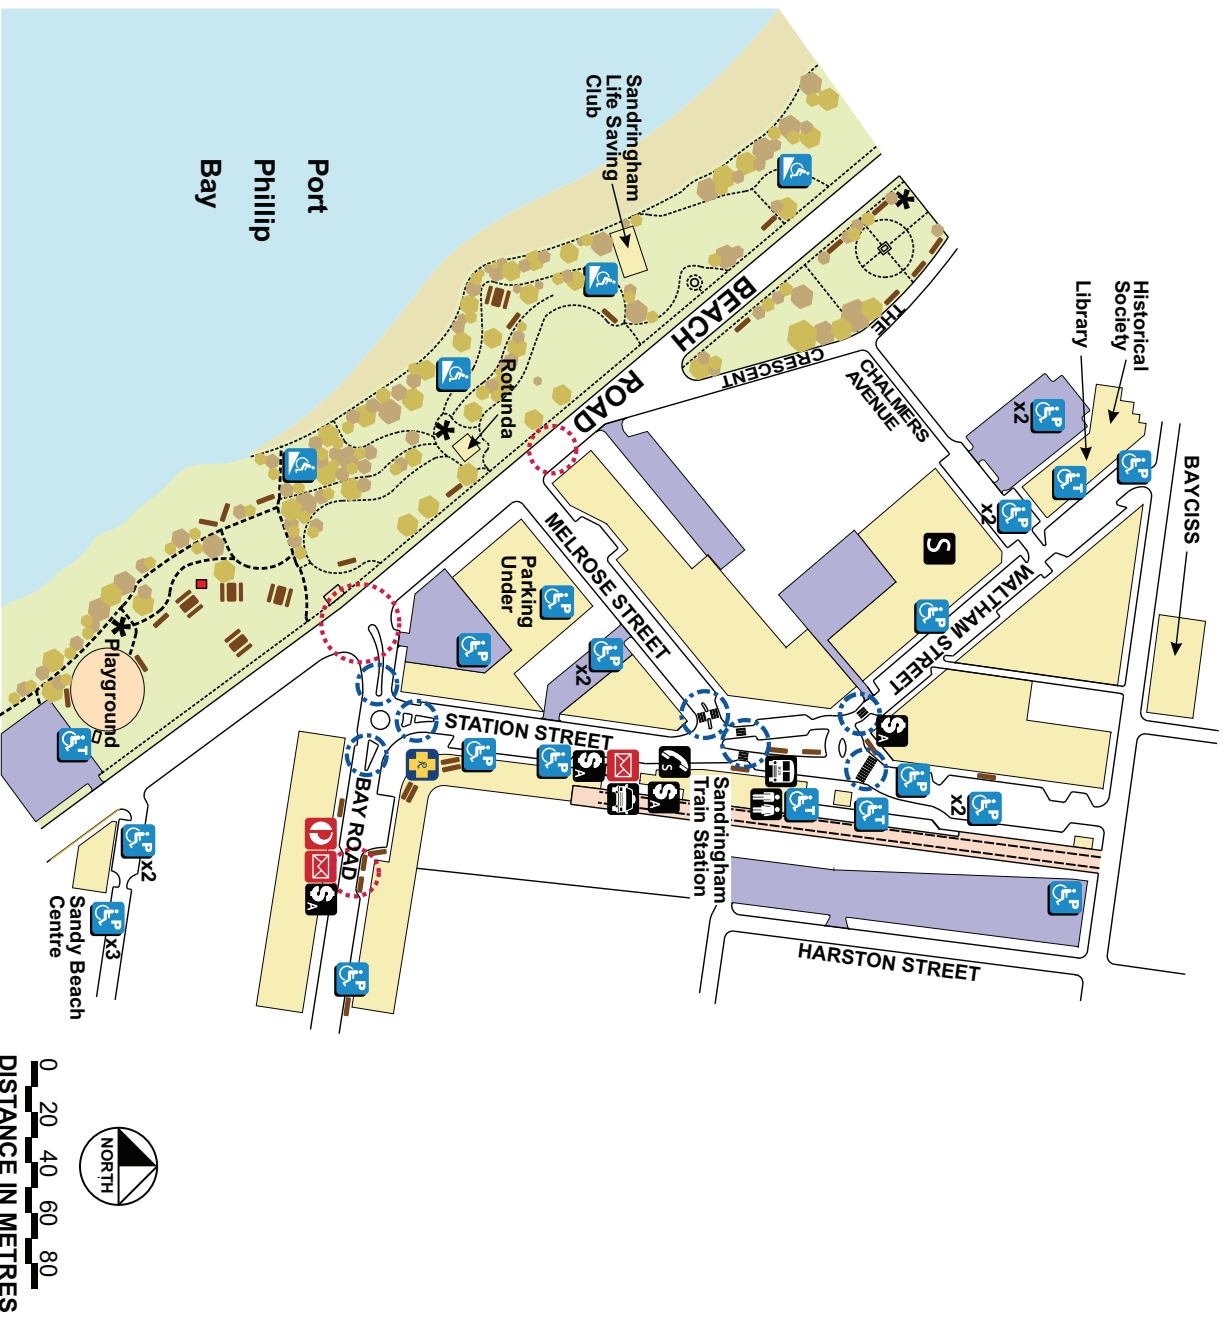 Port
Phillip
Bay
Sandringham
Life Saving
Club
BEACH
ROAD
THE
CRESCENT
CHALMERS
AVENUE
Historical
Society
Library
BAYCISS
x2
P
T
P
x2
P
S
P
WALTHAM STREET
MELROSE STREET
Rotunda
Parking
Under
P
P
x2
P
STATION STREET
$A
P
x2
P
T
T
P
Sandringham
Train Station
S
$A
$A
P
P
R
BAY ROAD
$A
P
HARSTON STREET
P
Playground
T
P
x2
P
x3
Sandy Beach
Centre
NORTH
0 20 40 60 80
DISTANCE IN METRES